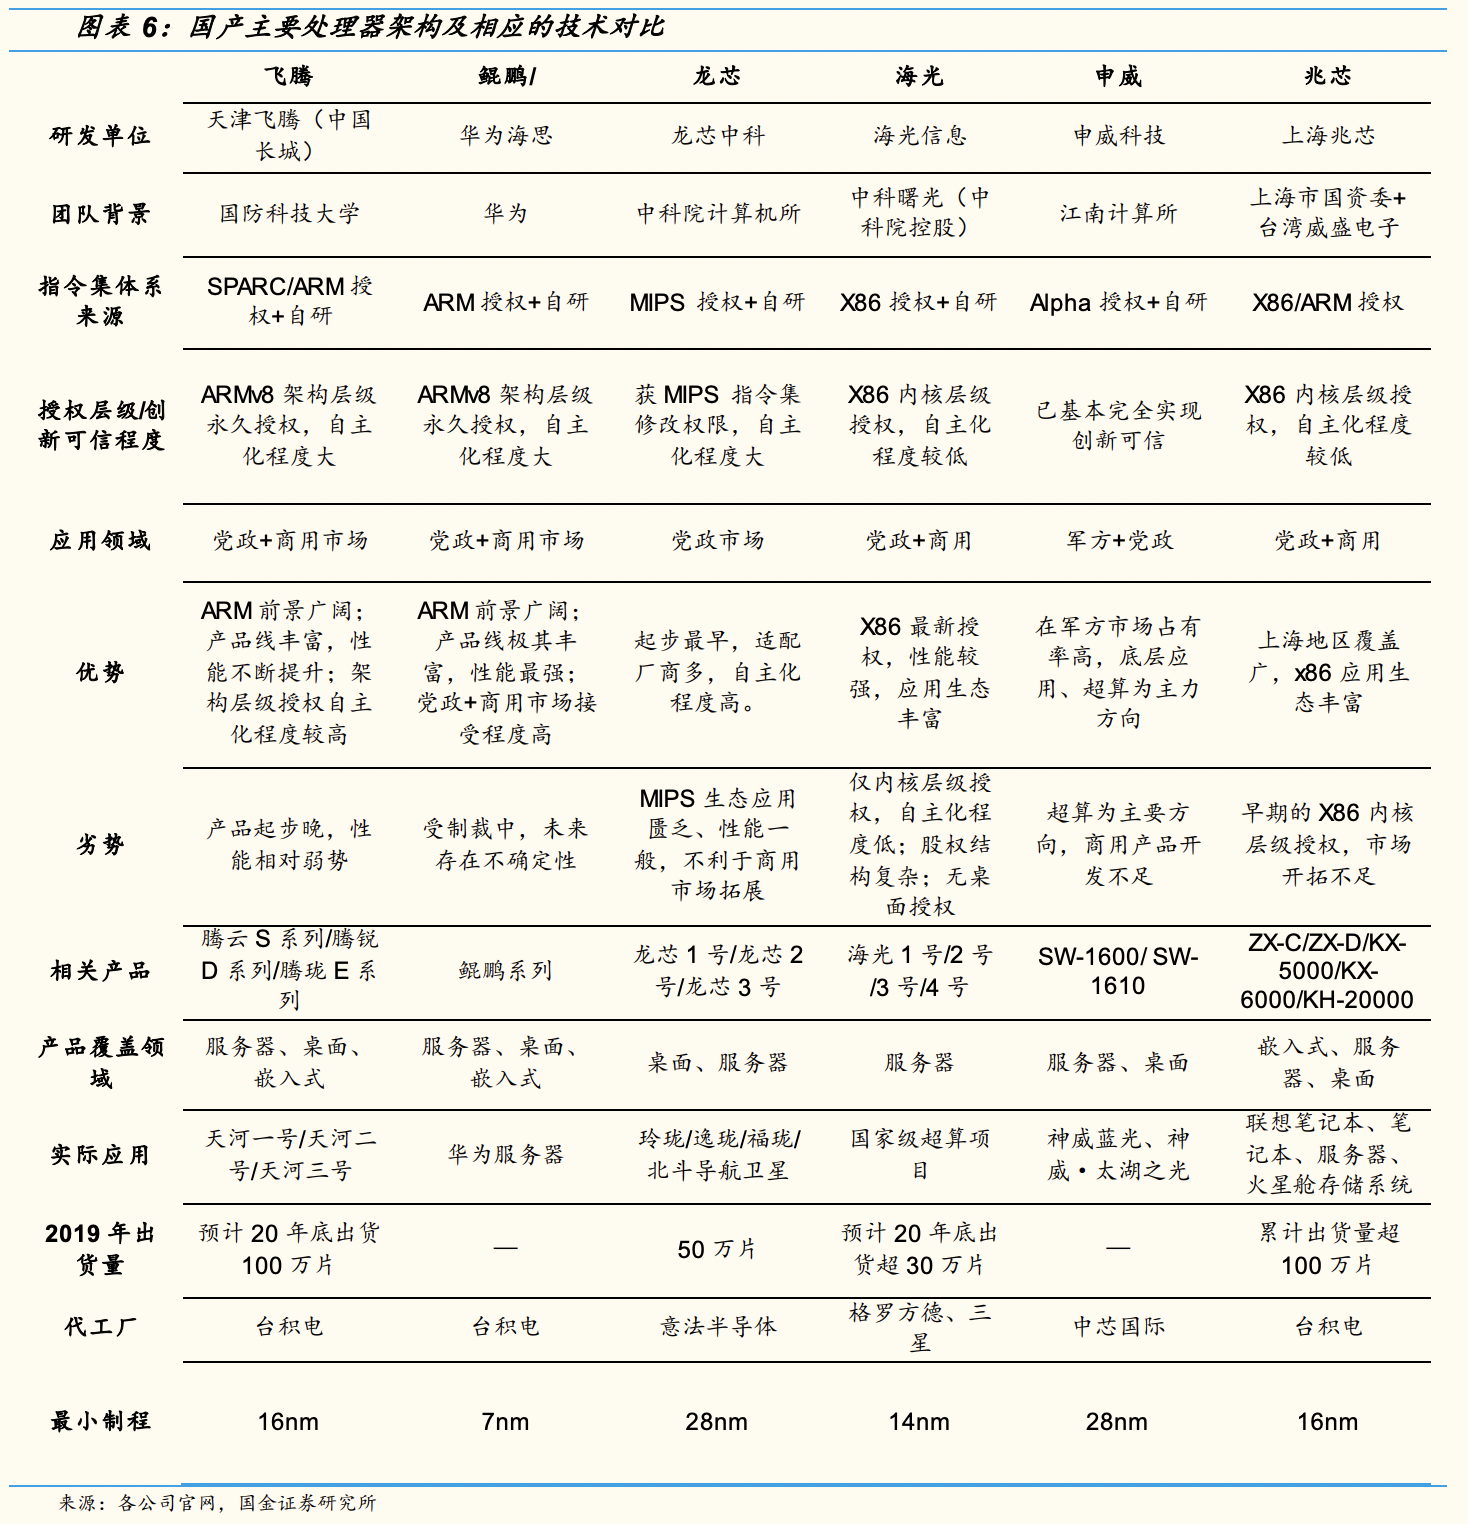 图表 6：国产主要处理器架构及相应的技术对比
飞腾 鲲鹏/ 龙芯 海光 申威 兆芯
研发单位
天津飞腾（中国
长城）
华为海思
龙芯中科
海光信息
申威科技
上海兆芯
团队背景
国防科技大学
华为
中科院计算机所
中科曙光（中
科院控股）
江南计算所
上海市国资委+
台湾威盛电子
指令集体系
来源
SPARC/ARM 授
权+自研
ARM 授权+自研
MIPS 授权+自研
X86 授权+自研
Alpha 授权+自研
X86/ARM 授权
授权层级/创
新可信程度
ARMv8 架构层级
永久授权，自主
化程度大
ARMv8 架构层级
永久授权，自主
化程度大
获 MIPS 指令集
修改权限，自主
化程度大
X86 内核层级
授权，自主化
程度较低
已基本完全实现
创新可信
X86 内核层级授
权，自主化程度
较低
应用领域
党政+商用市场
党政+商用市场
党政市场
党政+商用
军方+党政
党政+商用
优势
ARM 前景广阔；
产品线丰富，性
能不断提升；架
构层级授权自主
化程度较高
ARM 前景广阔；
产品线极其丰
富，性能最强；
党政+商用市场接
受程度高
起步最早，适配
厂商多，自主化
程度高。
X86 最新授
权，性能较
强，应用生态
丰富
在军方市场占有
率高，底层应
用、超算为主力
方向
上海地区覆盖
广，x86 应用生
态丰富
劣势
产品起步晚，性
能相对弱势
受制裁中，未来
存在不确定性
MIPS 生态应用
匮乏、性能一
般，不利于商用
市场拓展
仅内核层级授
权，自主化程
度低；股权结
构复杂；无桌
面授权
超算为主要方
向，商用产品开
发不足
早期的 X86 内核
层级授权，市场
开拓不足
相关产品
腾云 S 系列/腾锐
D 系列/腾珑 E 系
列
鲲鹏系列
龙芯 1 号/龙芯 2
号/龙芯 3 号
海光 1 号/2 号
/3 号/4 号
SW-1600/ SW-
1610
ZX-C/ZX-D/KX-
5000/KX-
6000/KH-20000
产品覆盖领
域
服务器、桌面、
嵌入式
服务器、桌面、
嵌入式
桌面、服务器
服务器
服务器、桌面
嵌入式、服务
器、桌面
实际应用
天河一号/天河二
号/天河三号
华为服务器
玲珑/逸珑/福珑/
北斗导航卫星
国家级超算项
目
神威蓝光、神
威·太湖之光
联想笔记本、笔
记本、服务器、
火星舱存储系统
2019 年出
货量
预计 20 年底出货
100 万片
—
50 万片
预计 20 年底出
货超 30 万片
—
累计出货量超
100 万片
代工厂
台积电
台积电
意法半导体
格罗方德、三
星
中芯国际
台积电
最小制程
16nm
7nm
28nm
14nm
28nm
16nm
来源：各公司官网，国金证券研究所